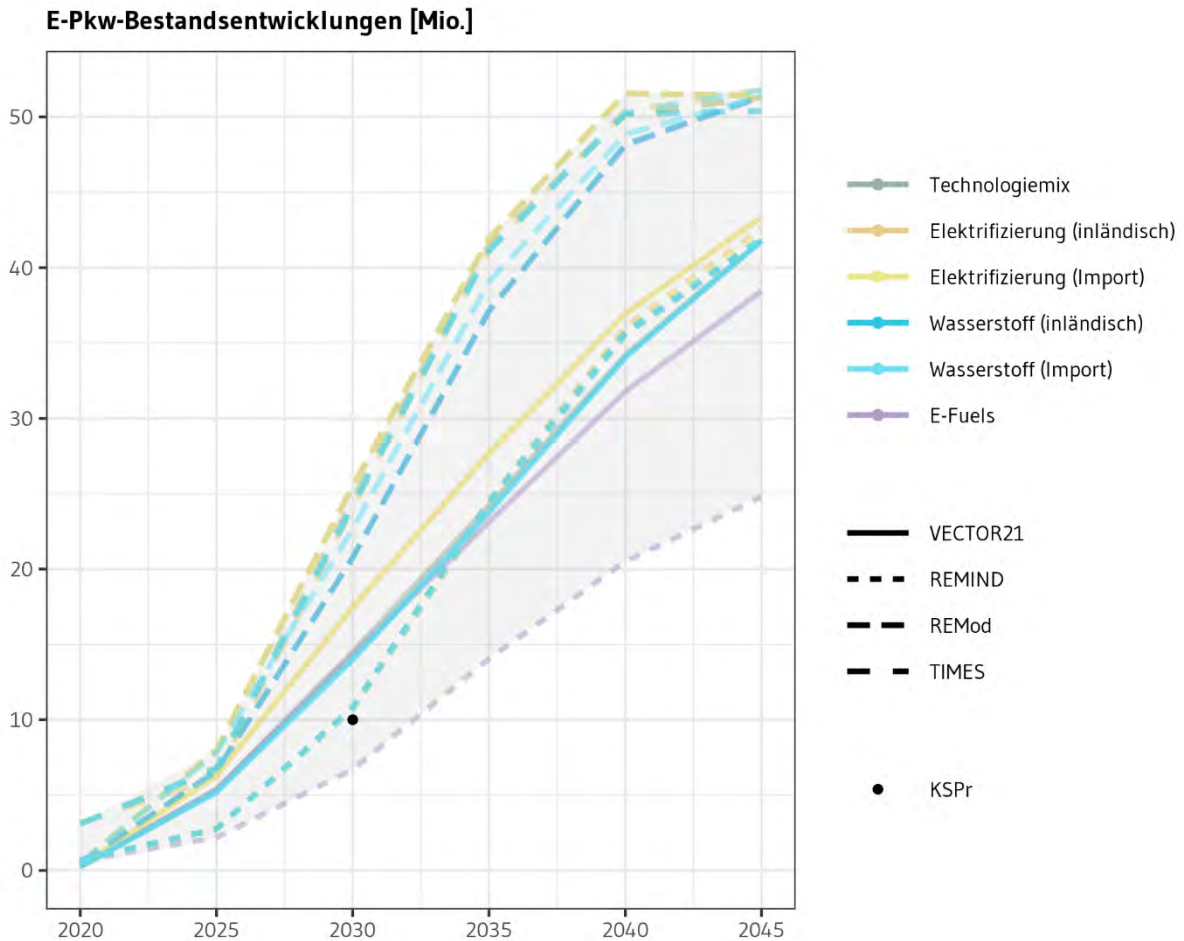 E-Pkw-Bestandsentwicklungen [Mio.]
50
40
30
20
10
0
2020 2025 2030 2035 2040 2045
Technologiemix
Elektrifizierung (inländisch)
Elektrifizierung (Import)
Wasserstoff (inländisch)
Wasserstoff (Import)
E-Fuels
VECTOR21
REMIND
REMod
TIMES
KSPr